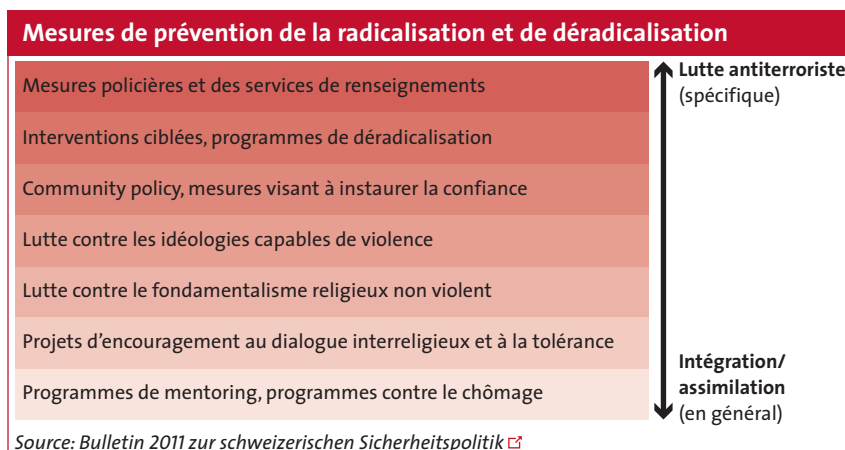 Mesures de prévention de la radicalisation et de déradicalisation
Mesures policières et des services de renseignements
Interventions ciblées, programmes de déradicalisation
Community policy, mesures visant à instaurer la confiance
Lutte contre les idéologies capables de violence
Lutte contre le fondamentalisme religieux non violent
Projets d'encouragement au dialogue interreligieux et à la tolérance
Programmes de mentoring, programmes contre le chômage
Lutte antiterroriste
(spécifique)
Intégration/
assimilation
(en général)
Source: Bulletin 2011 zur schweizerischen Sicherheitspolitik